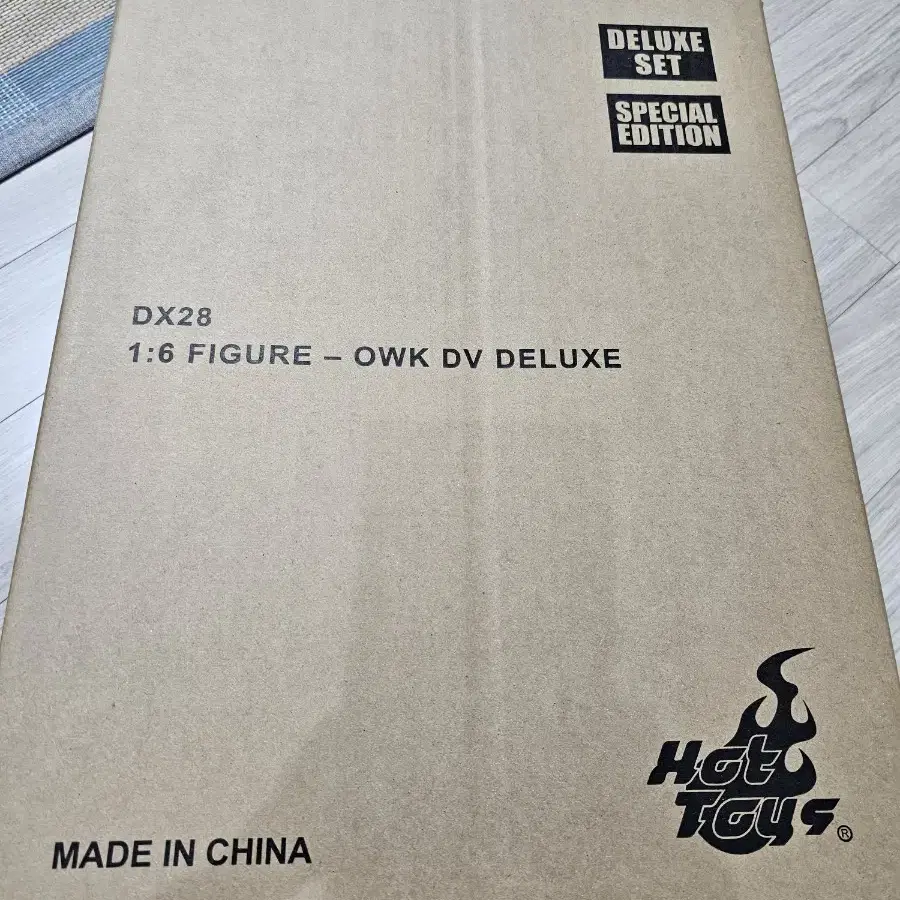 DELUXE
SET
SPECIAL
EDITION
DX28
1:6 FIGURE – OWK DV DELUXE
Hot
Toys®
MADE IN CHINA